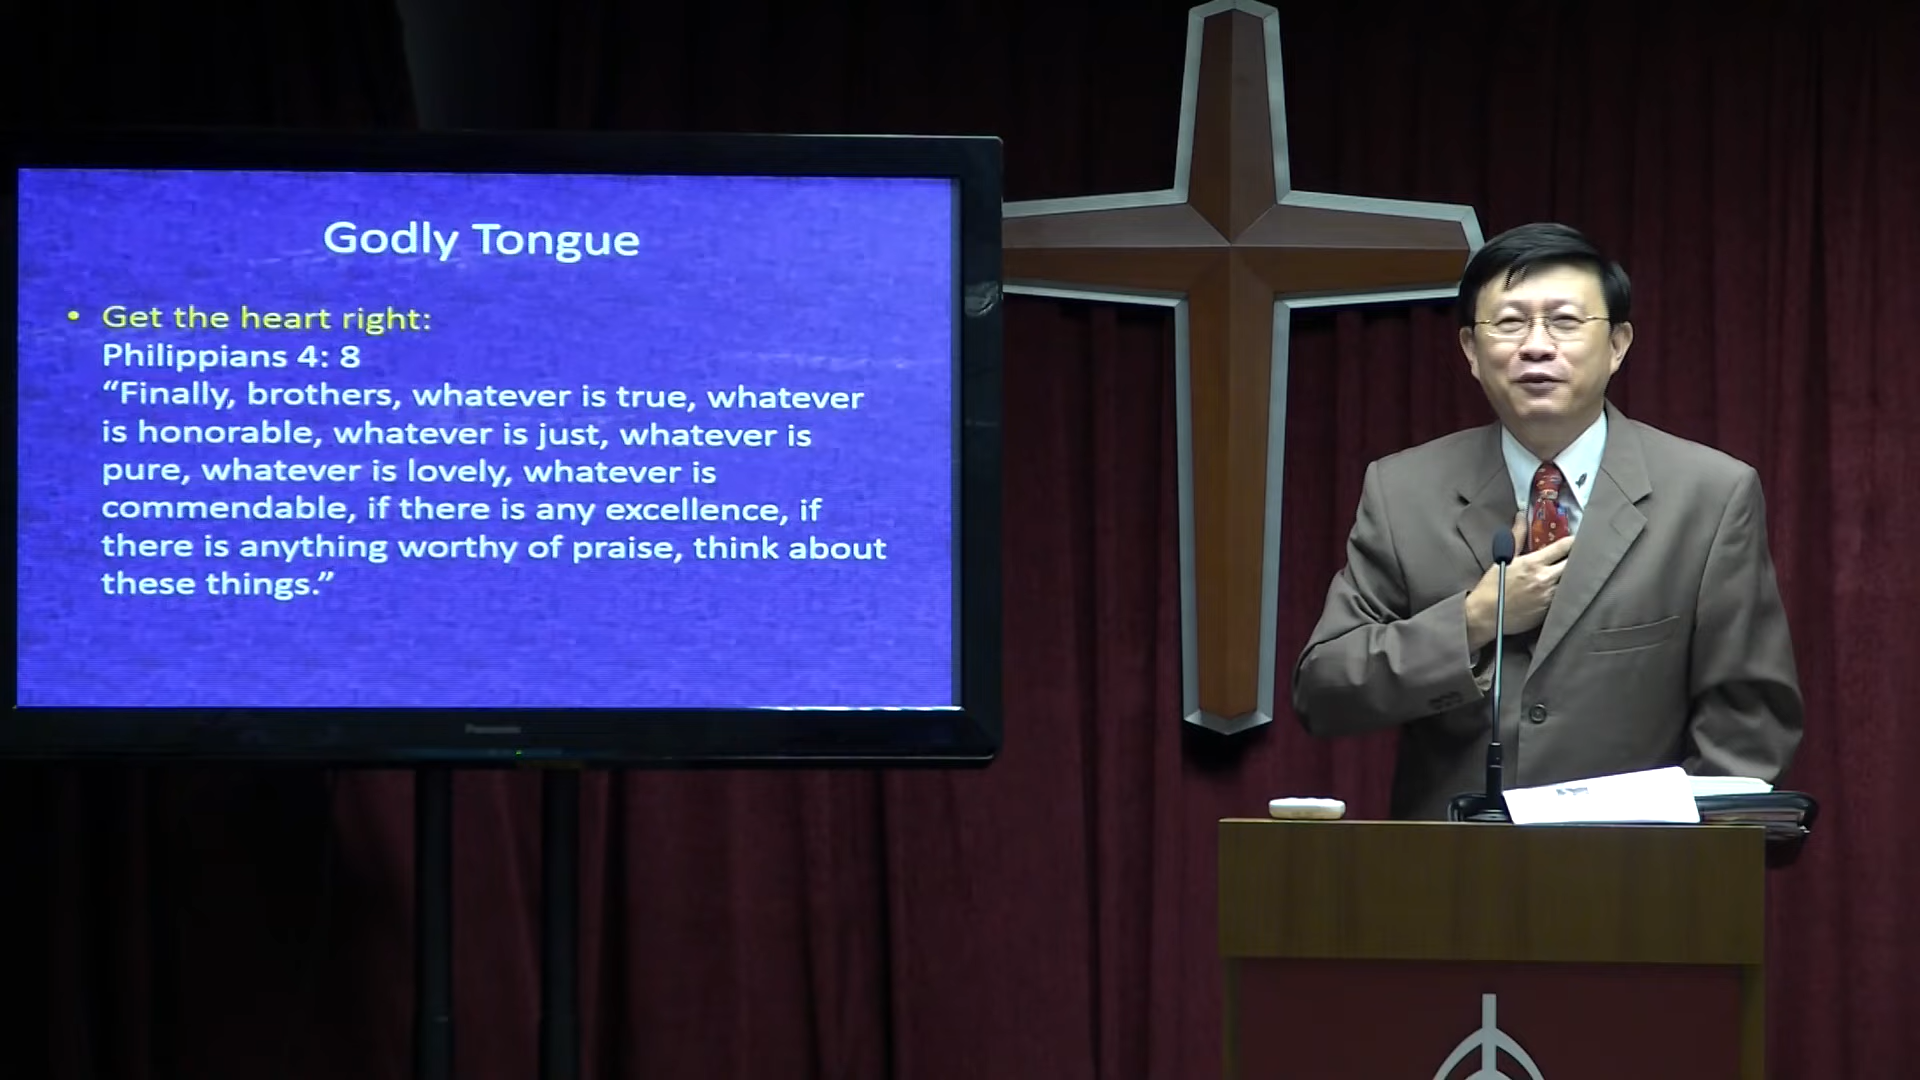 Godly Tongue
• Get the heart right:
Philippians 4: 8
“Finally, brothers, whatever is true, whatever
is honorable, whatever is just, whatever is
pure, whatever is lovely, whatever is
commendable, if there is any excellence, if
there is anything worthy of praise, think about
these things.”
Panasonic